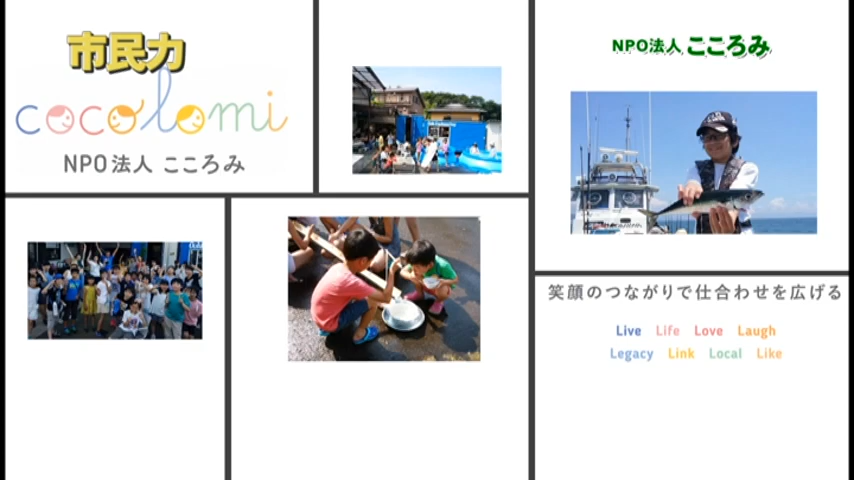 市民力
cocolomi
NPO法人 こころみ
NPO法人 こころみ
笑顔のつながりで仕合わせを広げる
Live Life Love Laugh
Legacy Link Local Like